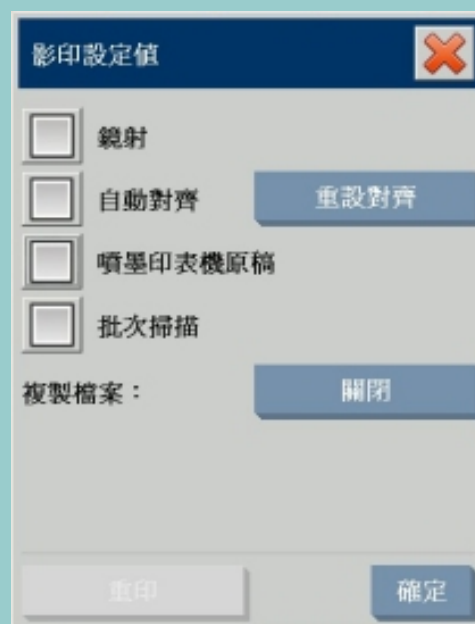 影印設定值
鏡射
自動對齊 重設對齊
噴墨印表機原稿
批次掃描
複製檔案： 關閉
重印 確定